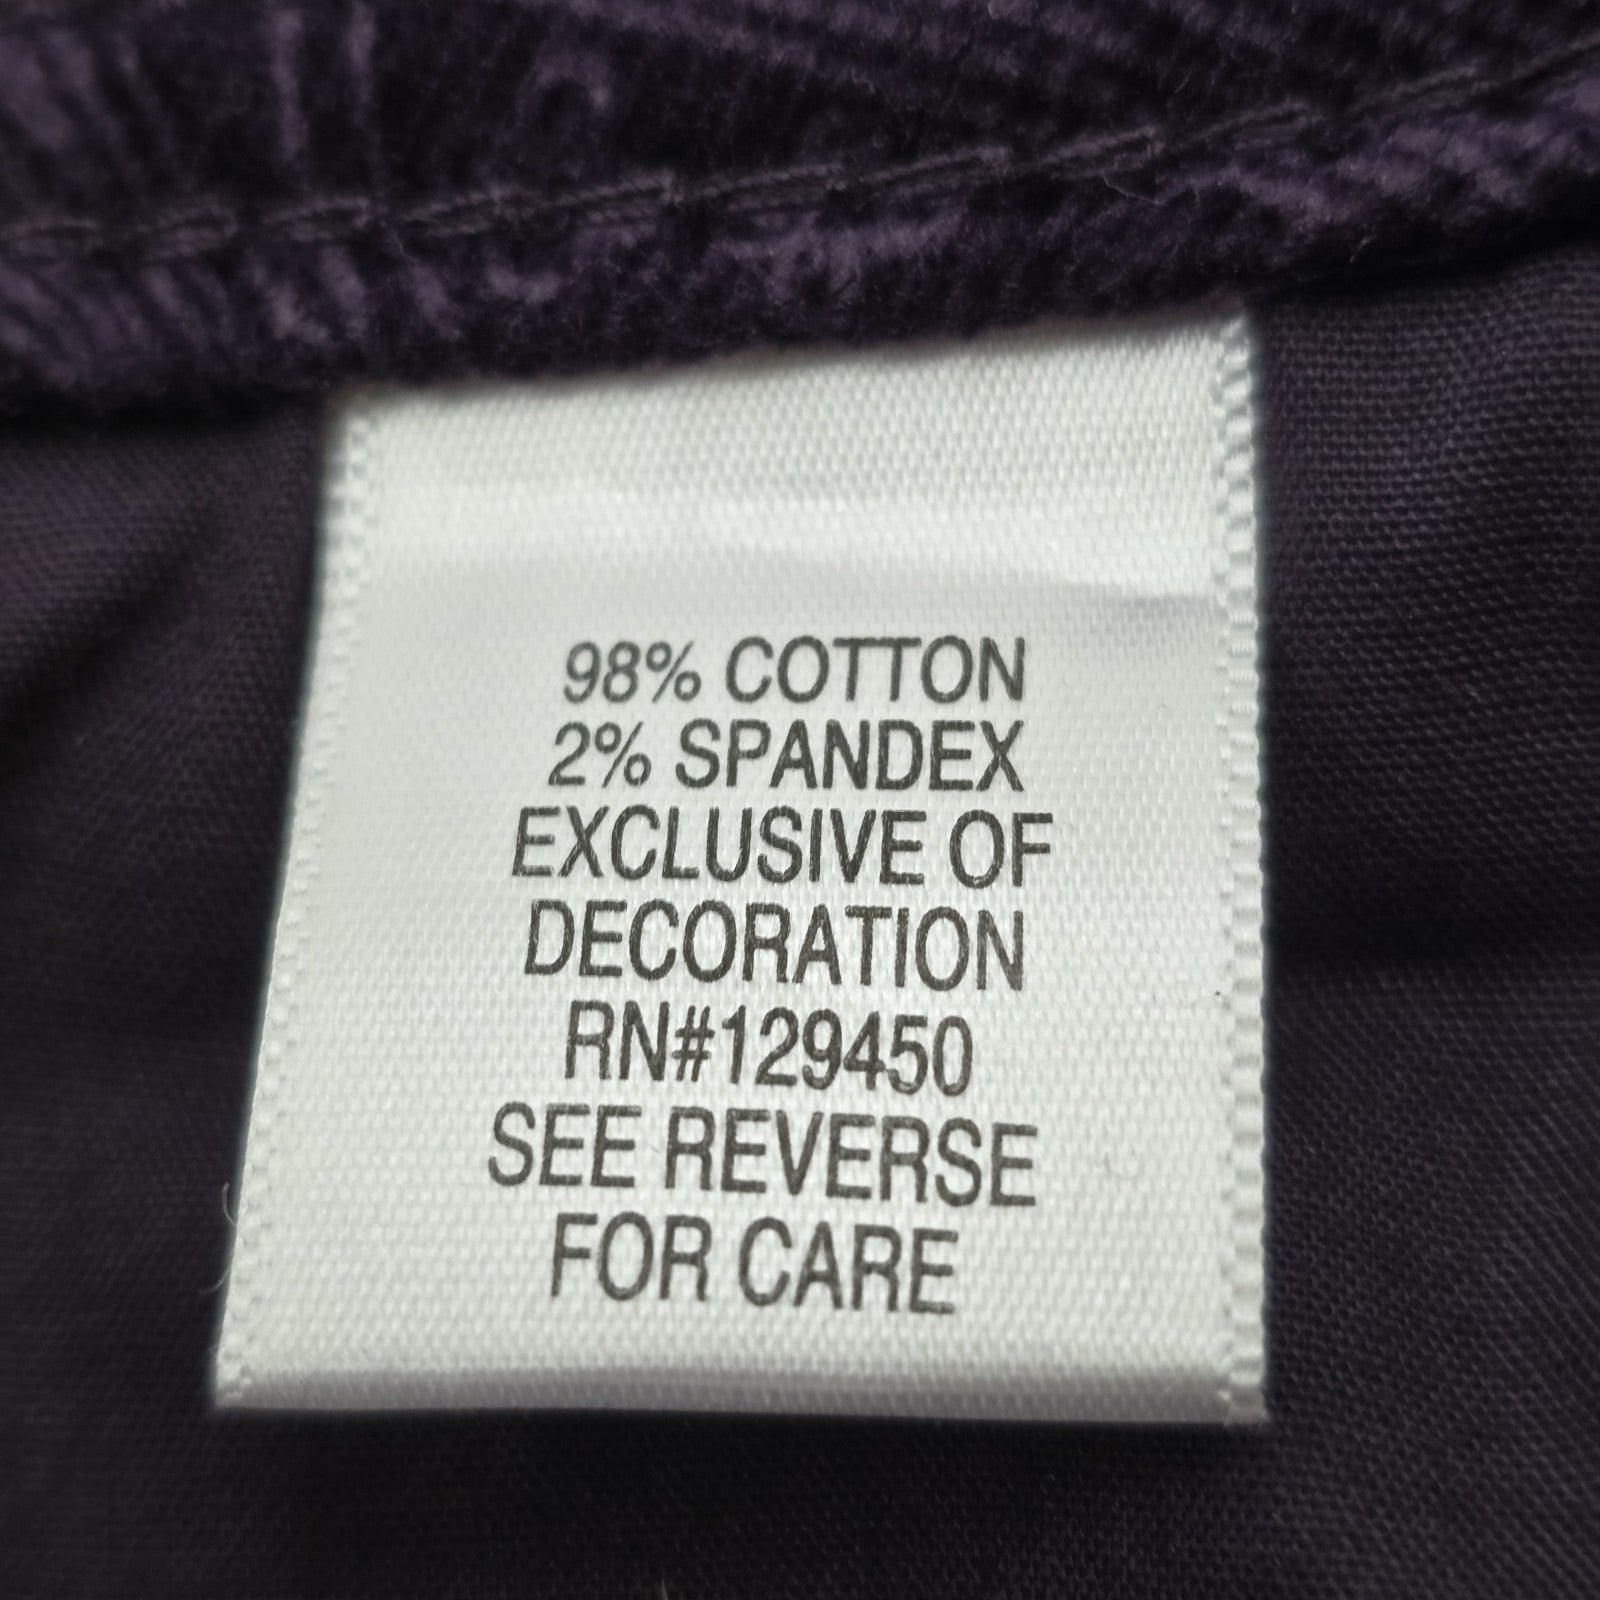 98% COTTON
2% SPANDEX
EXCLUSIVE OF
DECORATION
RN#129450
SEE REVERSE
FOR CARE